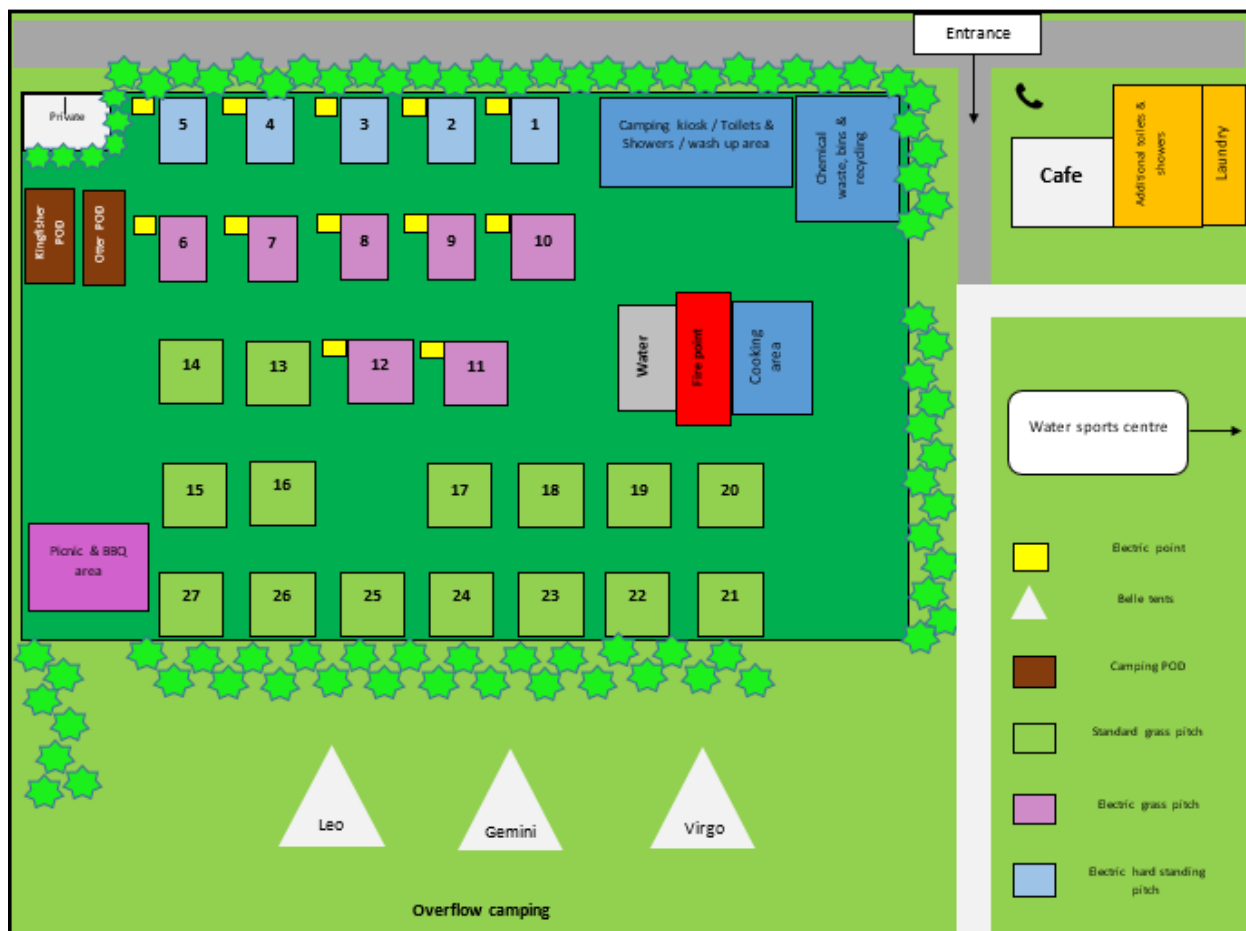 Entrance
Private
5
4
3
2
1
Camping kiosk / Toilets &
Showers / wash up area
Chemical
waste, bins &
recycling
Cafe
Additional toilets &
showers
Laundry
Kingfisher
POD
Otter POD
6
7
8
9
10
14
13
12
11
Water
Fire point
Cooking
area
Water sports centre
15
16
17
18
19
20
Picnic & BBQ
area
27
26
25
24
23
22
21
Electric point
Belle tents
Camping POD
Standard grass pitch
Electric grass pitch
Electric hard standing
pitch
Leo
Gemini
Virgo
Overflow camping